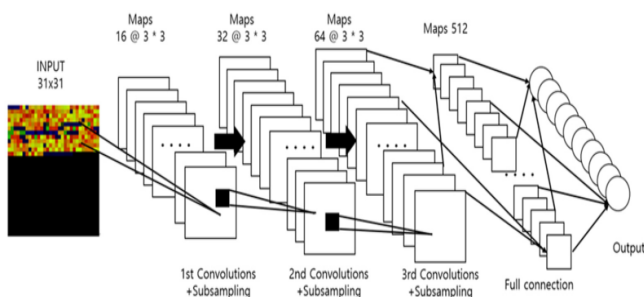 Maps
16 @ 3 * 3
Maps
32 @ 3 * 3
Maps
64 @ 3 * 3
Maps 512
INPUT
31x31
1st Convolutions
+Subsampling
2nd Convolutions
+Subsampling
3rd Convolutions
+Subsampling
Full connection
Output